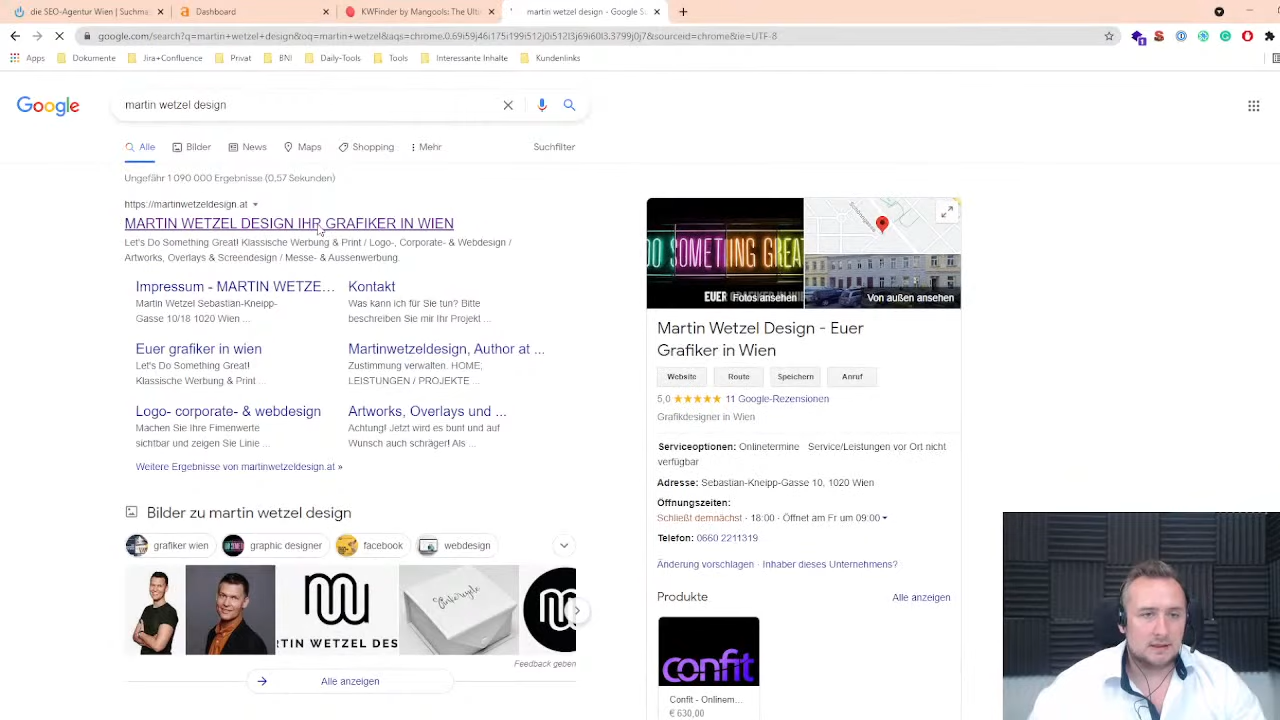 die SEO-Agentur Wien | Suchma
Dashboard
KWFinder by Mangools: The Ulti
martin wetzel design - Google S
google.com/search?q=martin+wetzel+design&oq=martin+wetzel&aqs=chrome.0.69i59j46i175i199i512j0i512l3j69i60l3.3799j0j7&sourceid=chrome&ie=UTF-8
Apps
Dokumente
Jira+Confluence
Privat
BNI
Daily-Tools
Tools
Interessante Inhalte
Kundenlinks
Google
martin wetzel design
Alle
Bilder
News
Maps
Shopping
Mehr
Suchfilter
Ungefähr 1 090 000 Ergebnisse (0,57 Sekunden)
https://martinwetzeldesign.at
MARTIN WETZEL DESIGN IHR GRAFIKER IN WIEN
Let's Do Something Great! Klassische Werbung & Print / Logo-, Corporate- & Webdesign /
Artworks, Overlays & Screendesign / Messe- & Aussenwerbung.
Impressum - MARTIN WETZE...
Martin Wetzel Sebastian-Kneipp-
Gasse 10/18 1020 Wien ...
Kontakt
Was kann ich für Sie tun? Bitte
beschreiben Sie mir Ihr Projekt ...
Euer grafiker in wien
Let's Do Something Great!
Klassische Werbung & Print ...
Martinwetzeldesign, Author at ...
Zustimmung verwalten. HOME,
LEISTUNGEN / PROJEKTE ...
Logo- corporate- & webdesign
Machen Sie Ihre Firmenwerte
sichtbar und zeigen Sie Linie ...
Artworks, Overlays und ...
Achtung! Jetzt wird es bunt und auf
Wunsch auch schräger! Als ...
Weitere Ergebnisse von martinwetzeldesign.at »
Bilder zu martin wetzel design
grafiker wien
graphic designer
facebook
webdesign
RTIN WETZEL DES
Feedback geben
Alle anzeigen
DO SOMETHING GREA
EUER GRAFIKER IN WIE
Fotos ansehen
Von außen ansehen
Martin Wetzel Design - Euer
Grafiker in Wien
Website
Route
Speichern
Anruf
5,0
11 Google-Rezensionen
Grafikdesigner in Wien
Serviceoptionen: Onlinetermine · Service/Leistungen vor Ort nicht
verfügbar
Adresse: Sebastian-Kneipp-Gasse 10, 1020 Wien
Öffnungszeiten:
Schließt demnächst · 18:00 · Öffnet am Fr um 09:00
Telefon: 0660 2211319
Änderung vorschlagen · Inhaber dieses Unternehmens?
Produkte
Alle anzeigen
confit
Confit - Onlinem...
€ 630,00